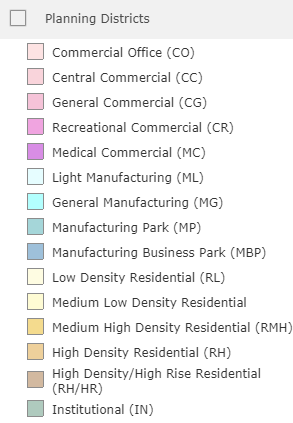 Planning Districts
Commercial Office (CO)
Central Commercial (CC)
General Commercial (CG)
Recreational Commercial (CR)
Medical Commercial (MC)
Light Manufacturing (ML)
General Manufacturing (MG)
Manufacturing Park (MP)
Manufacturing Business Park (MBP)
Low Density Residential (RL)
Medium Low Density Residential
Medium High Density Residential (RMH)
High Density Residential (RH)
High Density/High Rise Residential
(RH/HR)
Institutional (IN)